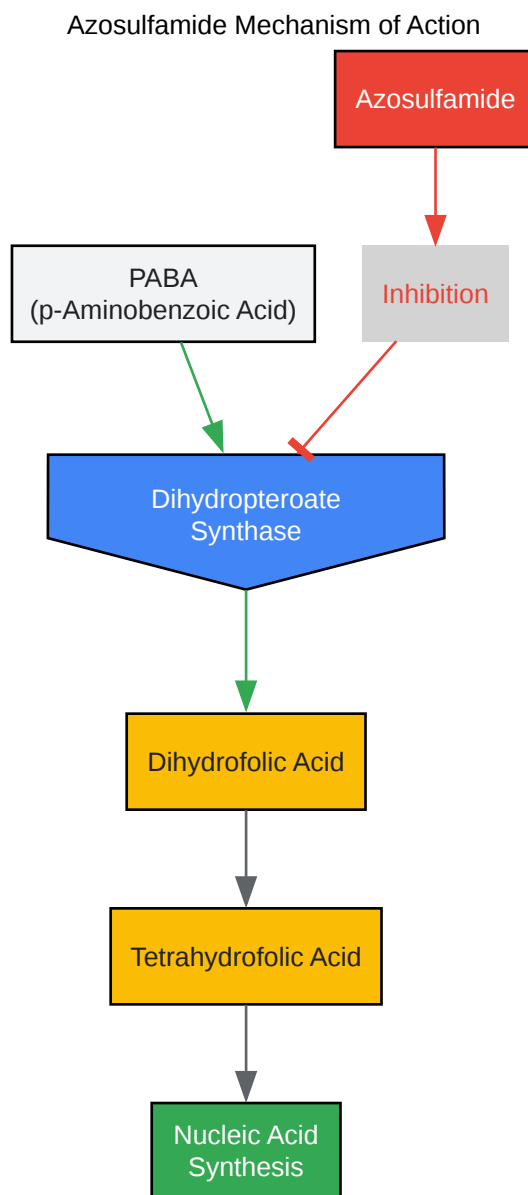 Azosulfamide Mechanism of Action
Azosulfamide
PABA
(p-Aminobenzoic Acid)
Inhibition
Dihydropteroate
Synthase
Dihydrofolic Acid
Tetrahydrofolic Acid
Nucleic Acid
Synthesis